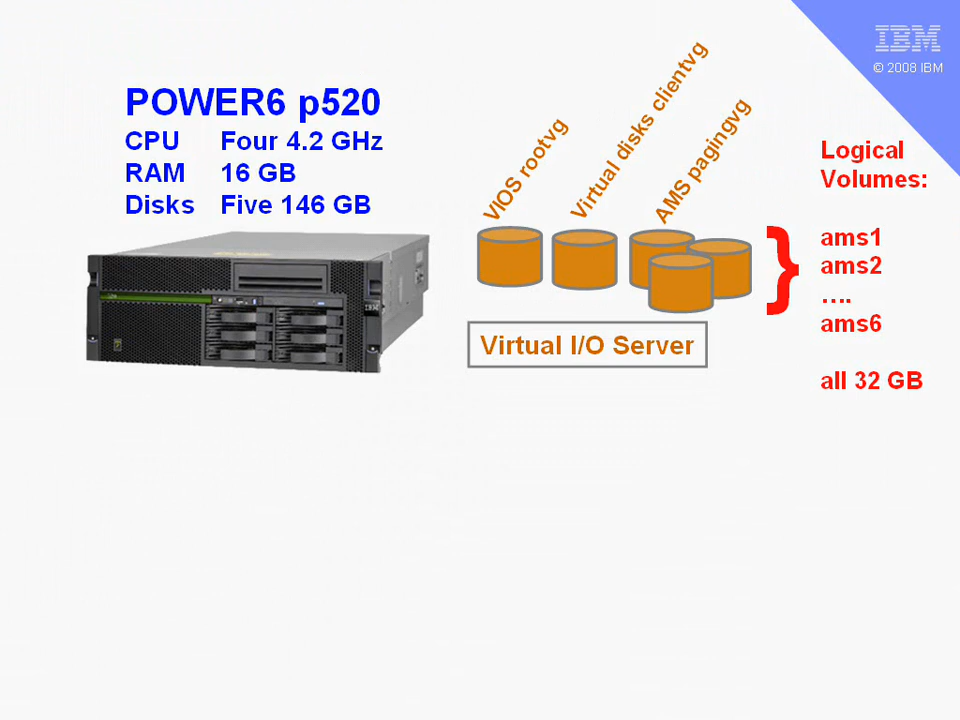 IBM
© 2008 IBM
POWER6 p520
CPU Four 4.2 GHz
RAM 16 GB
Disks Five 146 GB
VIOS rootvg
Virtual disks clientvg
AMS pagingvg
Virtual I/O Server
Logical
Volumes:
ams1
ams2
....
ams6
all 32 GB